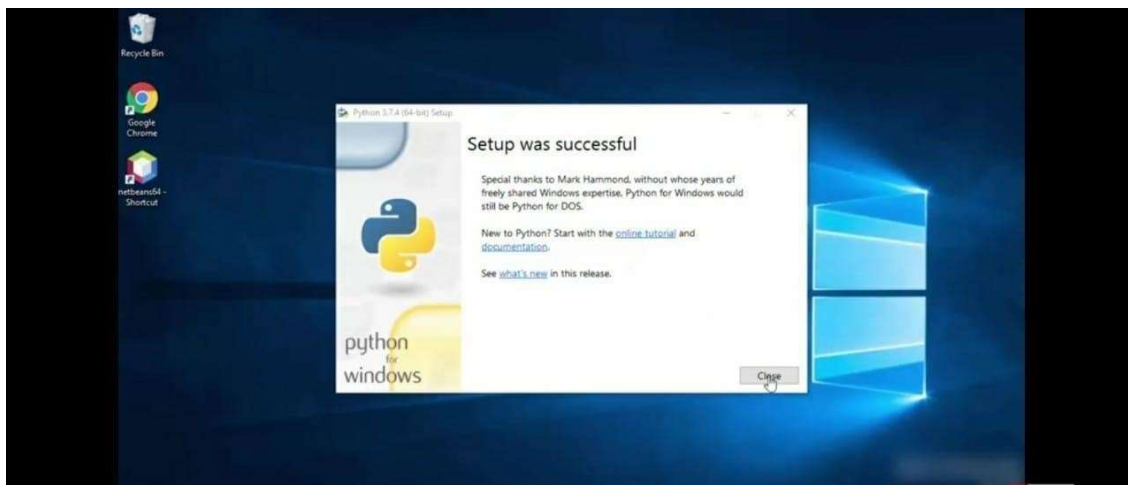 Recycle Bin
Google
Chrome
netbeans64 -
Shortcut
Python 3.7.4 (64-bit) Setup
Setup was successful
Special thanks to Mark Hammond, without whose years of
freely shared Windows expertise, Python for Windows would
still be Python for DOS.
New to Python? Start with the online tutorial and
documentation.
See what's new in this release.
python
for
windows
Close